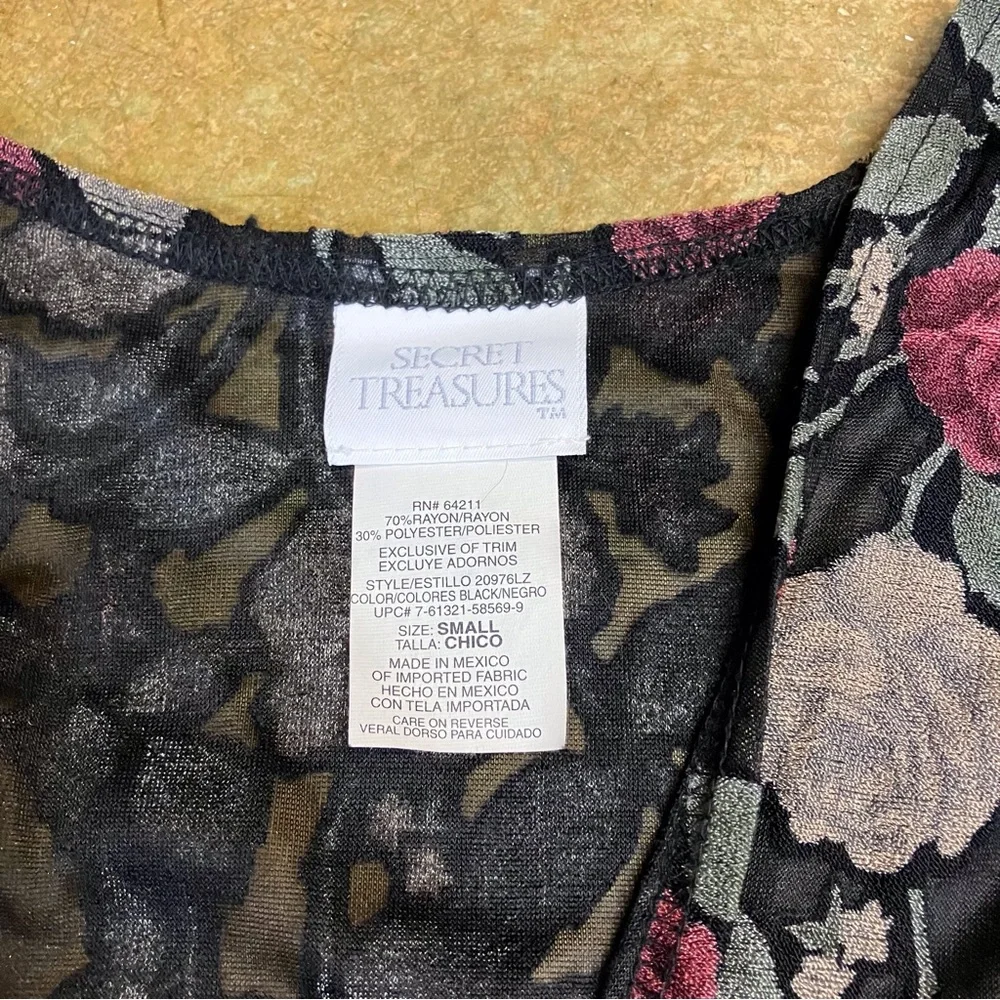 SECRET
TREASURES
TM
RN# 64211
70%RAYON/RAYON
30% POLYESTER/POLIESTER
EXCLUSIVE OF TRIM
EXCLUYE ADORNOS
STYLE/ESTILLO 20976LZ
COLOR/COLORES BLACK/NEGRO
UPC# 7-61321-58569-9
SIZE: SMALL
TALLA: CHICO
MADE IN MEXICO
OF IMPORTED FABRIC
HECHO EN MEXICO
CON TELA IMPORTADA
CARE ON REVERSE
VERAL DORSO PARA CUIDADO